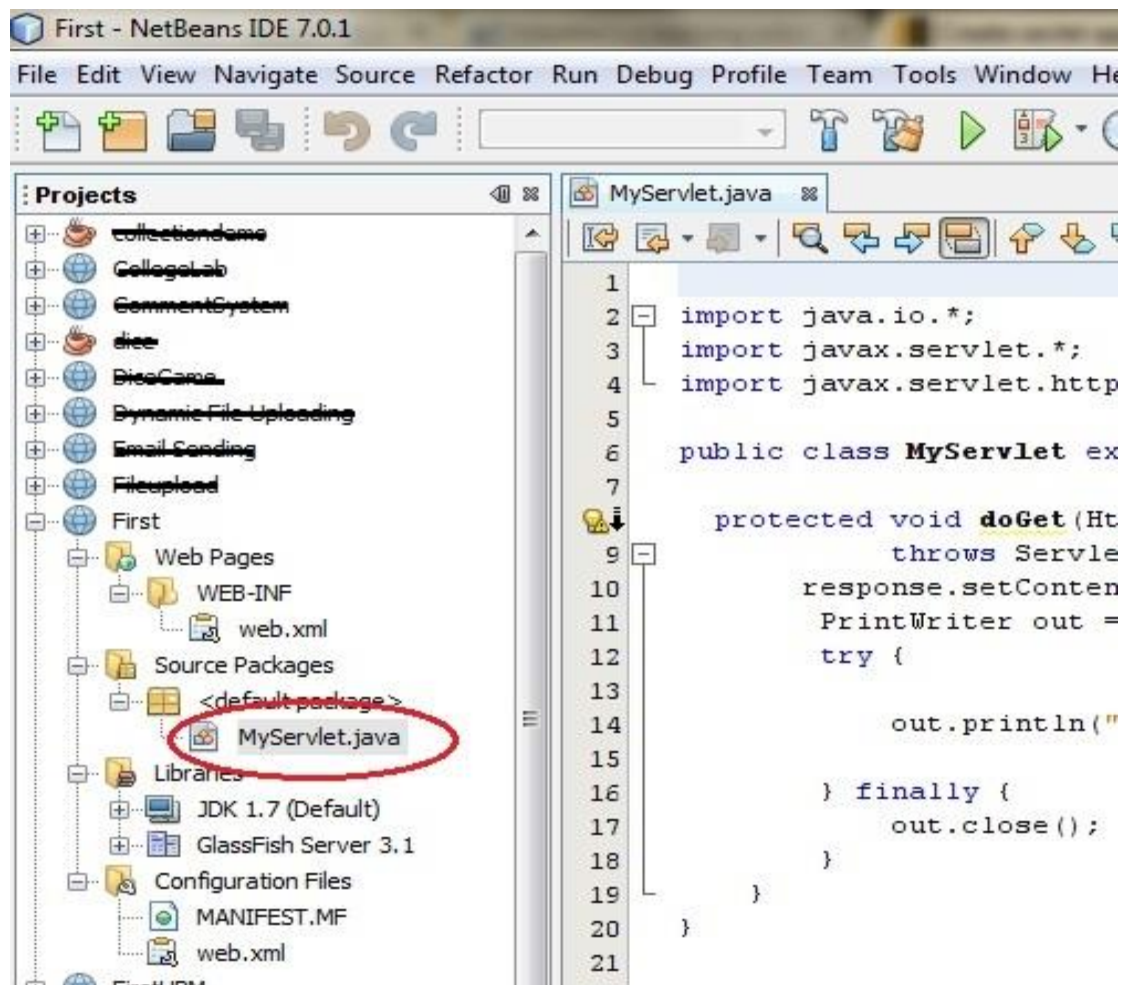 First - NetBeans IDE 7.0.1
File Edit View Navigate Source Refactor Run Debug Profile Team Tools Window He
Projects
collectiondemo
CollegeLab
CommentSystem
dice
DiceGame
Dynamic File Uploading
Email Sending
Fileupload
First
Web Pages
WEB-INF
web.xml
Source Packages
<default package>
MyServlet.java
Libraries
JDK 1.7 (Default)
GlassFish Server 3.1
Configuration Files
MANIFEST.MF
web.xml
MyServlet.java
1
2 import java.io.*;
3 import javax.servlet.*;
4 import javax.servlet.http
5
6 public class MyServlet ex
7
protected void doGet(Ht
9 throws Servle
10 response.setConten
11 PrintWriter out =
12 try {
13
14 out.println("
15
16 } finally {
17 out.close();
18 }
19 }
20 }
21